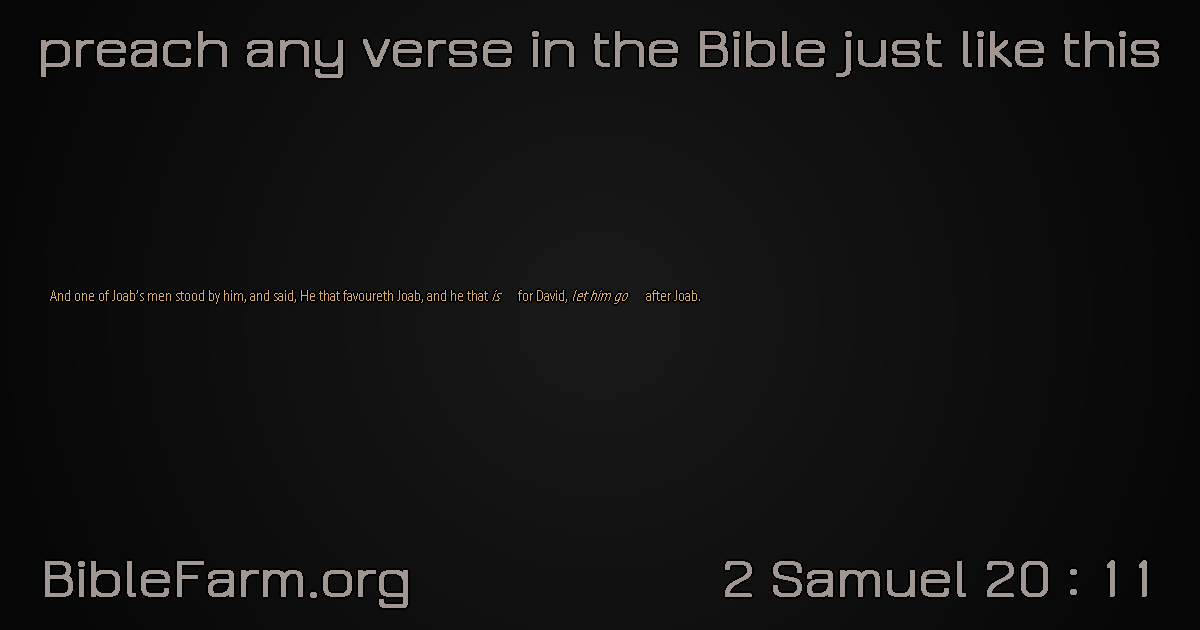 preach any verse in the Bible just like this
And one of Joab's men stood by him, and said, He that favoureth Joab, and he that is for David, let him go after Joab.
BibleFarm.org
2 Samuel 20 : 11